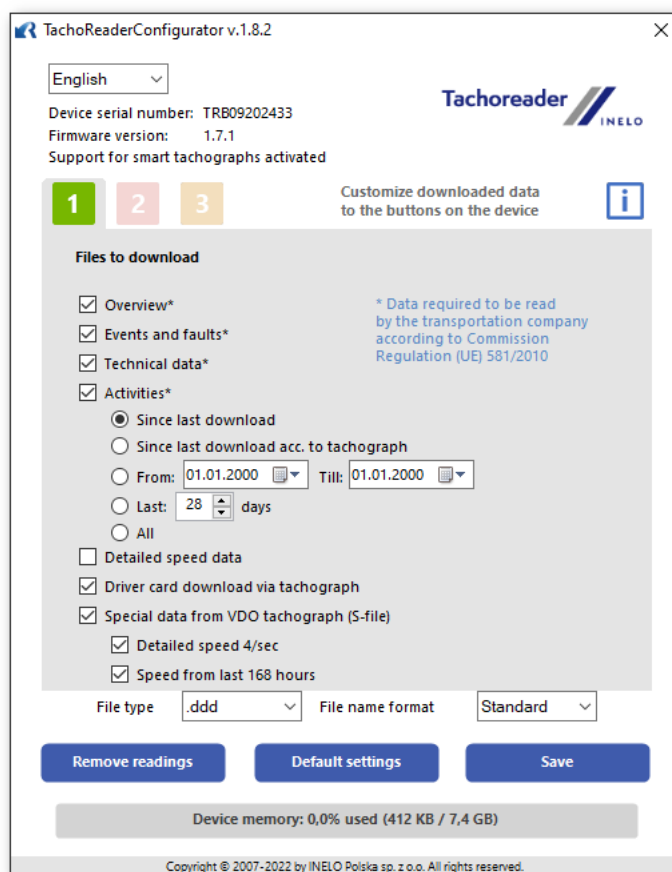 TachoReaderConfigurator v.1.8.2
English
Device serial number: TRB09202433
Firmware version: 1.7.1
Support for smart tachographs activated
Tachoreader
INELO
1 2 3
Customize downloaded data
to the buttons on the device
i
Files to download
Overview*
Events and faults*
Technical data*
Activities*
* Data required to be read
by the transportation company
according to Commission
Regulation (UE) 581/2010
Since last download
Since last download acc. to tachograph
From: 01.01.2000 Till: 01.01.2000
Last: 28 days
All
Detailed speed data
Driver card download via tachograph
Special data from VDO tachograph (S-file)
Detailed speed 4/sec
Speed from last 168 hours
File type .ddd File name format Standard
Remove readings Default settings Save
Device memory: 0,0% used (412 KB / 7,4 GB)
Copyright © 2007-2022 by INELO Polska sp. z o.o. All rights reserved.